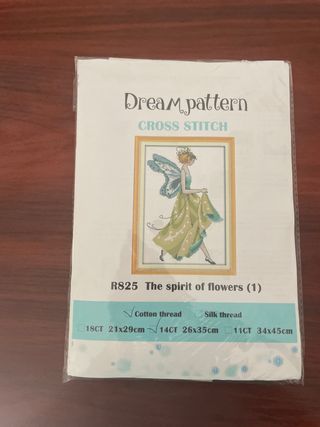 Dream pattern
CROSS STITCH
R825 The spirit of flowers (1)
✓Cotton thread Silk thread
18CT 21x29cm ✓14CT 26x35cm 11CT 34x45cm